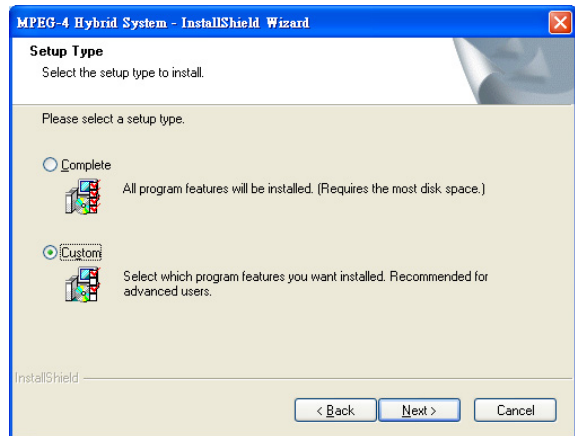 MPEG-4 Hybrid System - InstallShield Wizard
Setup Type
Select the setup type to install.
Please select a setup type.
Complete
All program features will be installed. (Requires the most disk space.)
Custom
Select which program features you want installed. Recommended for
advanced users.
InstallShield
< Back
Next >
Cancel